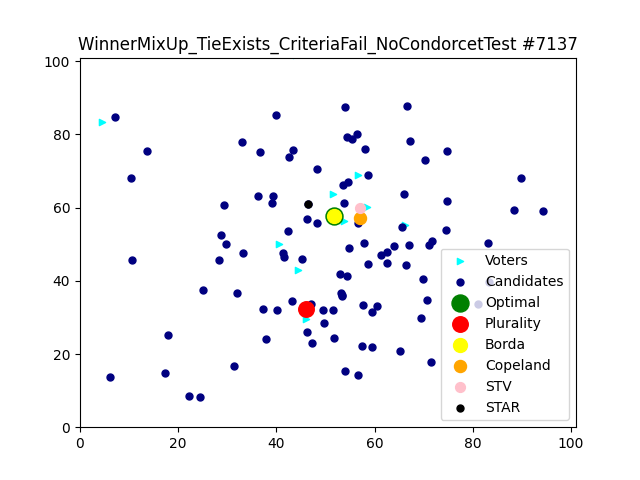 WinnerMixUp_TieExists_CriteriaFail_NoCondorcetTest #7137
100
80
60
40
20
0
Voters
Candidates
Optimal
Plurality
Borda
Copeland
STV
STAR
0 20 40 60 80 100